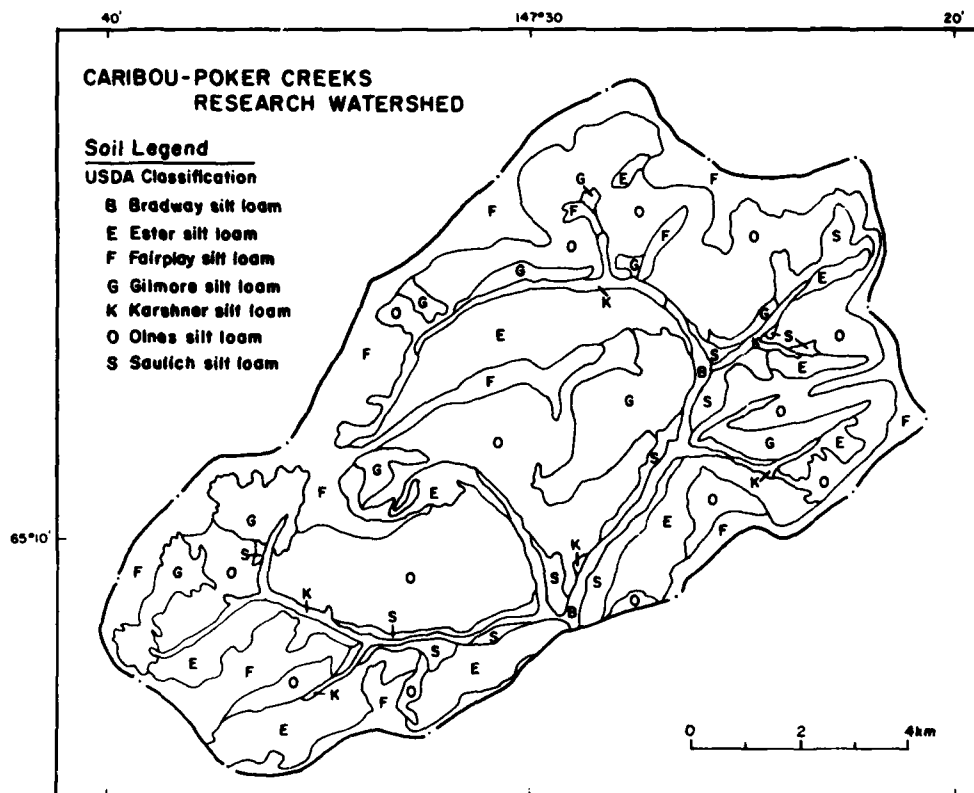 40'
147°30
20'
CARIBOU-POKER CREEKS
RESEARCH WATERSHED
Soil Legend
USDA Classification
B Bradway silt loam
E Ester silt loam
F Fairplay silt loam
G Gilmore silt loam
K Karshner silt loam
O Olnes silt loam
S Saulich silt loam
F
G
E
F
F
O
F
O
O
S
G
G
E
O
G
K
G
S
O
E
S
F
E
B
F
S
G
O
O
F
G
S
E
G
F
E
K
O
O
65°10'
G
E
F
S
K
F
G
O
O
S
S
K
S
B
O
S
S
E
F
O
K
F
O
E
E
0 2 4km